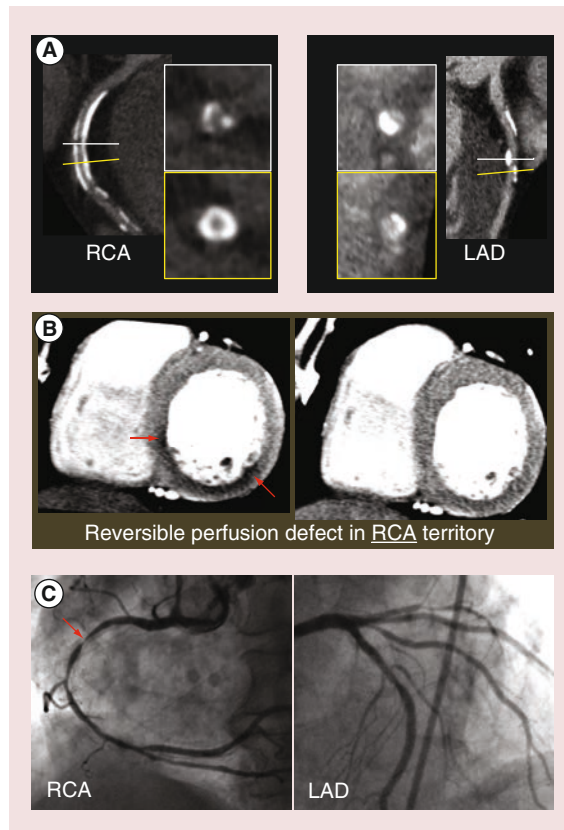 A
RCA
LAD
B
Reversible perfusion defect in RCA territory
C
RCA
LAD